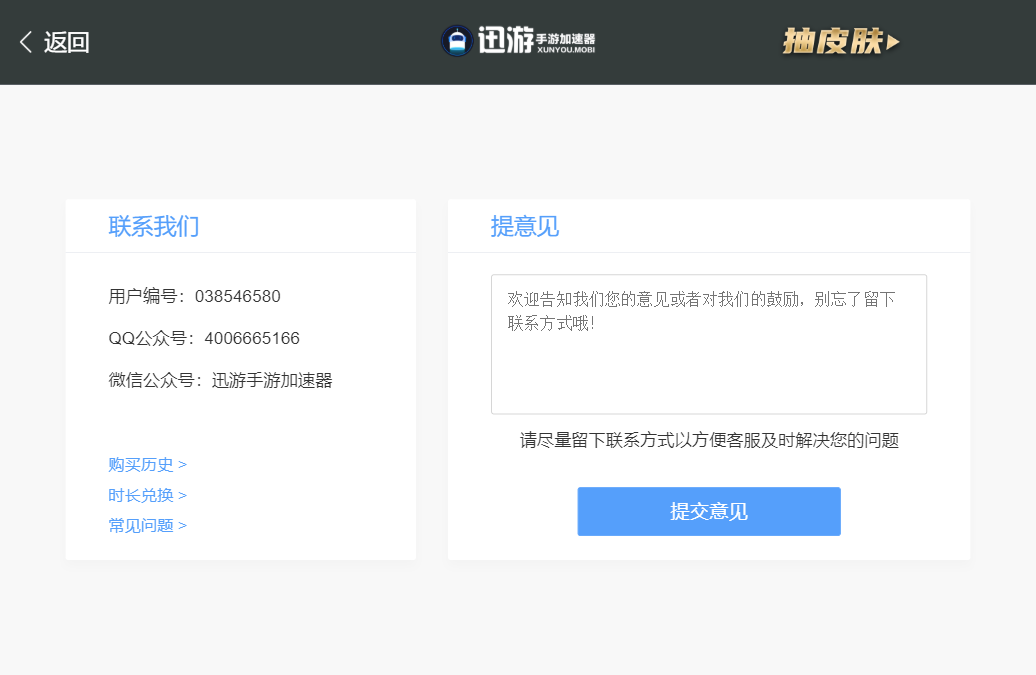 返回
迅游手游加速器
XUNYOU.MOBI
抽皮肤
联系我们
用户编号：038546580
QQ公众号：4006665166
微信公众号：迅游手游加速器
购买历史 >
时长兑换 >
常见问题 >
提意见
欢迎告知我们您的意见或者对我们的鼓励，别忘了留下
联系方式哦！
请尽量留下联系方式以方便客服及时解决您的问题
提交意见